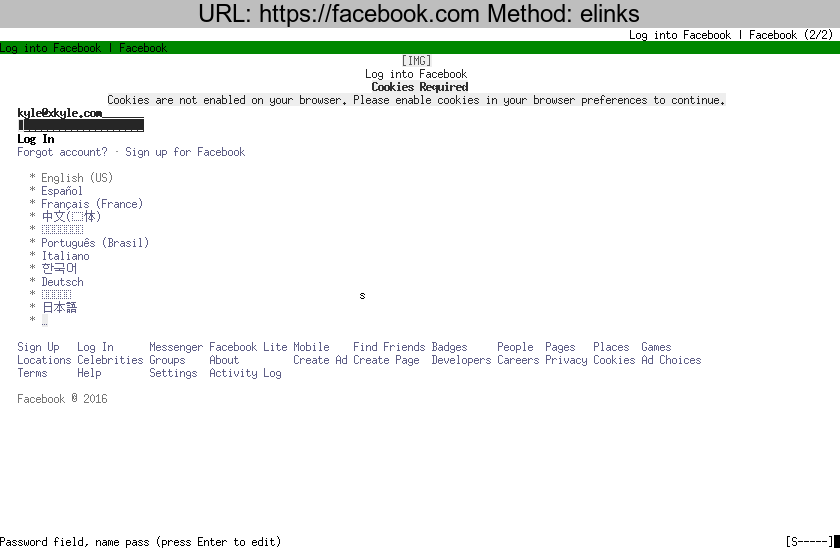 URL: https://facebook.com Method: elinks
Log into Facebook | Facebook (2/2)
Log into Facebook | Facebook
[IMG]
Log into Facebook
Cookies Required
Cookies are not enabled on your browser. Please enable cookies in your browser preferences to continue.
kyle@xkyle.com_______
Log In
Forgot account? · Sign up for Facebook
* English (US)
* Español
* Français (France)
* 中文(体)
*
* Português (Brasil)
* Italiano
* 한국어
* Deutsch
*
s
* 日本語
* …
Sign Up Log In Messenger Facebook Lite Mobile Find Friends Badges People Pages Places Games
Locations Celebrities Groups About Create Ad Create Page Developers Careers Privacy Cookies Ad Choices
Terms Help Settings Activity Log
Facebook © 2016
Password field, name pass (press Enter to edit) [S-----]